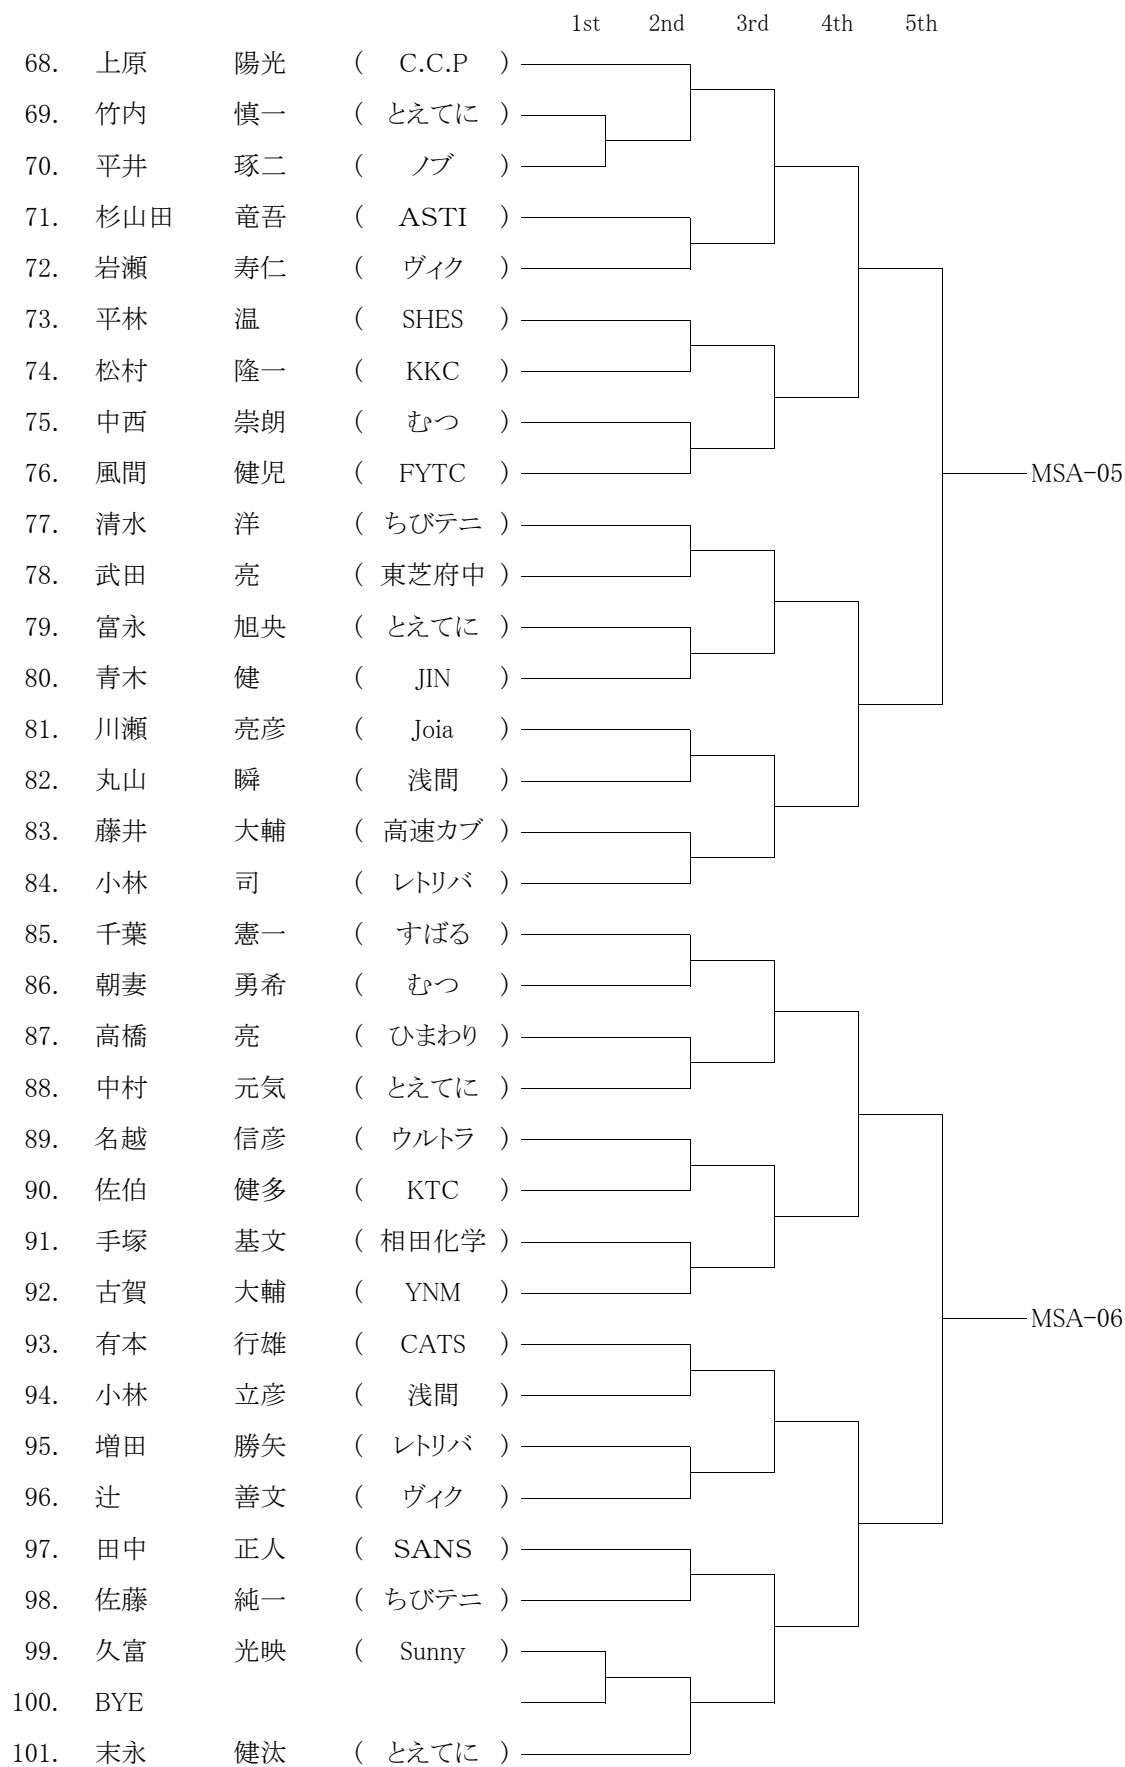 1st 2nd 3rd 4th 5th
68. 上原 陽光 ( C.C.P )
69. 竹内 慎一 ( とえてに )
70. 平井 琢二 ( ノブ )
71. 杉山田 竜吾 ( ASTI )
72. 岩瀬 寿仁 ( ヴィク )
73. 平林 温 ( SHES )
74. 松村 隆一 ( KKC )
75. 中西 崇朗 ( むつ )
76. 風間 健児 ( FYTC ) MSA-05
77. 清水 洋 ( ちびテニ )
78. 武田 亮 ( 東芝府中 )
79. 富永 旭央 ( とえてに )
80. 青木 健 ( JIN )
81. 川瀬 亮彦 ( Joia )
82. 丸山 瞬 ( 浅間 )
83. 藤井 大輔 ( 高速カブ )
84. 小林 司 ( レトリバ )
85. 千葉 憲一 ( すばる )
86. 朝妻 勇希 ( むつ )
87. 高橋 亮 ( ひまわり )
88. 中村 元気 ( とえてに )
89. 名越 信彦 ( ウルトラ )
90. 佐伯 健多 ( KTC )
91. 手塚 基文 ( 相田化学 )
92. 古賀 大輔 ( YNM ) MSA-06
93. 有本 行雄 ( CATS )
94. 小林 立彦 ( 浅間 )
95. 増田 勝矢 ( レトリバ )
96. 辻 善文 ( ヴィク )
97. 田中 正人 ( SANS )
98. 佐藤 純一 ( ちびテニ )
99. 久富 光映 ( Sunny )
100. BYE
101. 末永 健汰 ( とえてに )